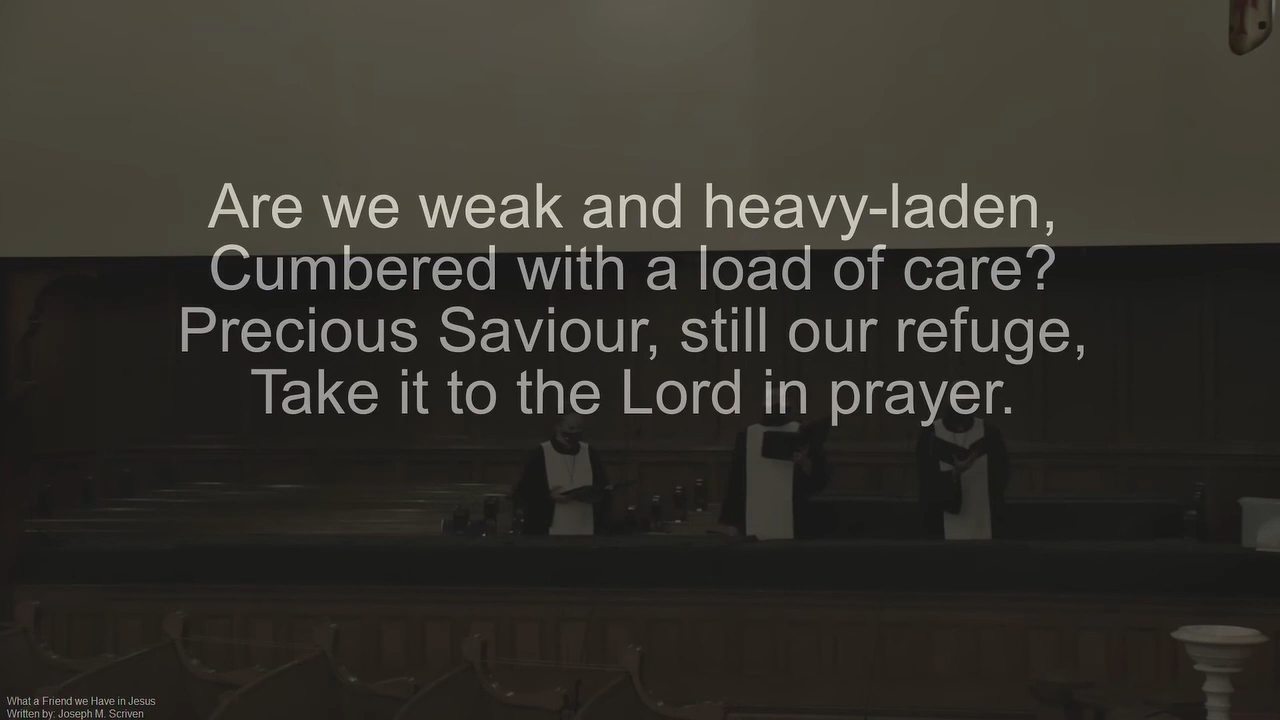 Are we weak and heavy-laden,
Cumbered with a load of care?
Precious Saviour, still our refuge,
Take it to the Lord in prayer.
What a Friend we Have in Jesus
Written by: Joseph M. Scriven